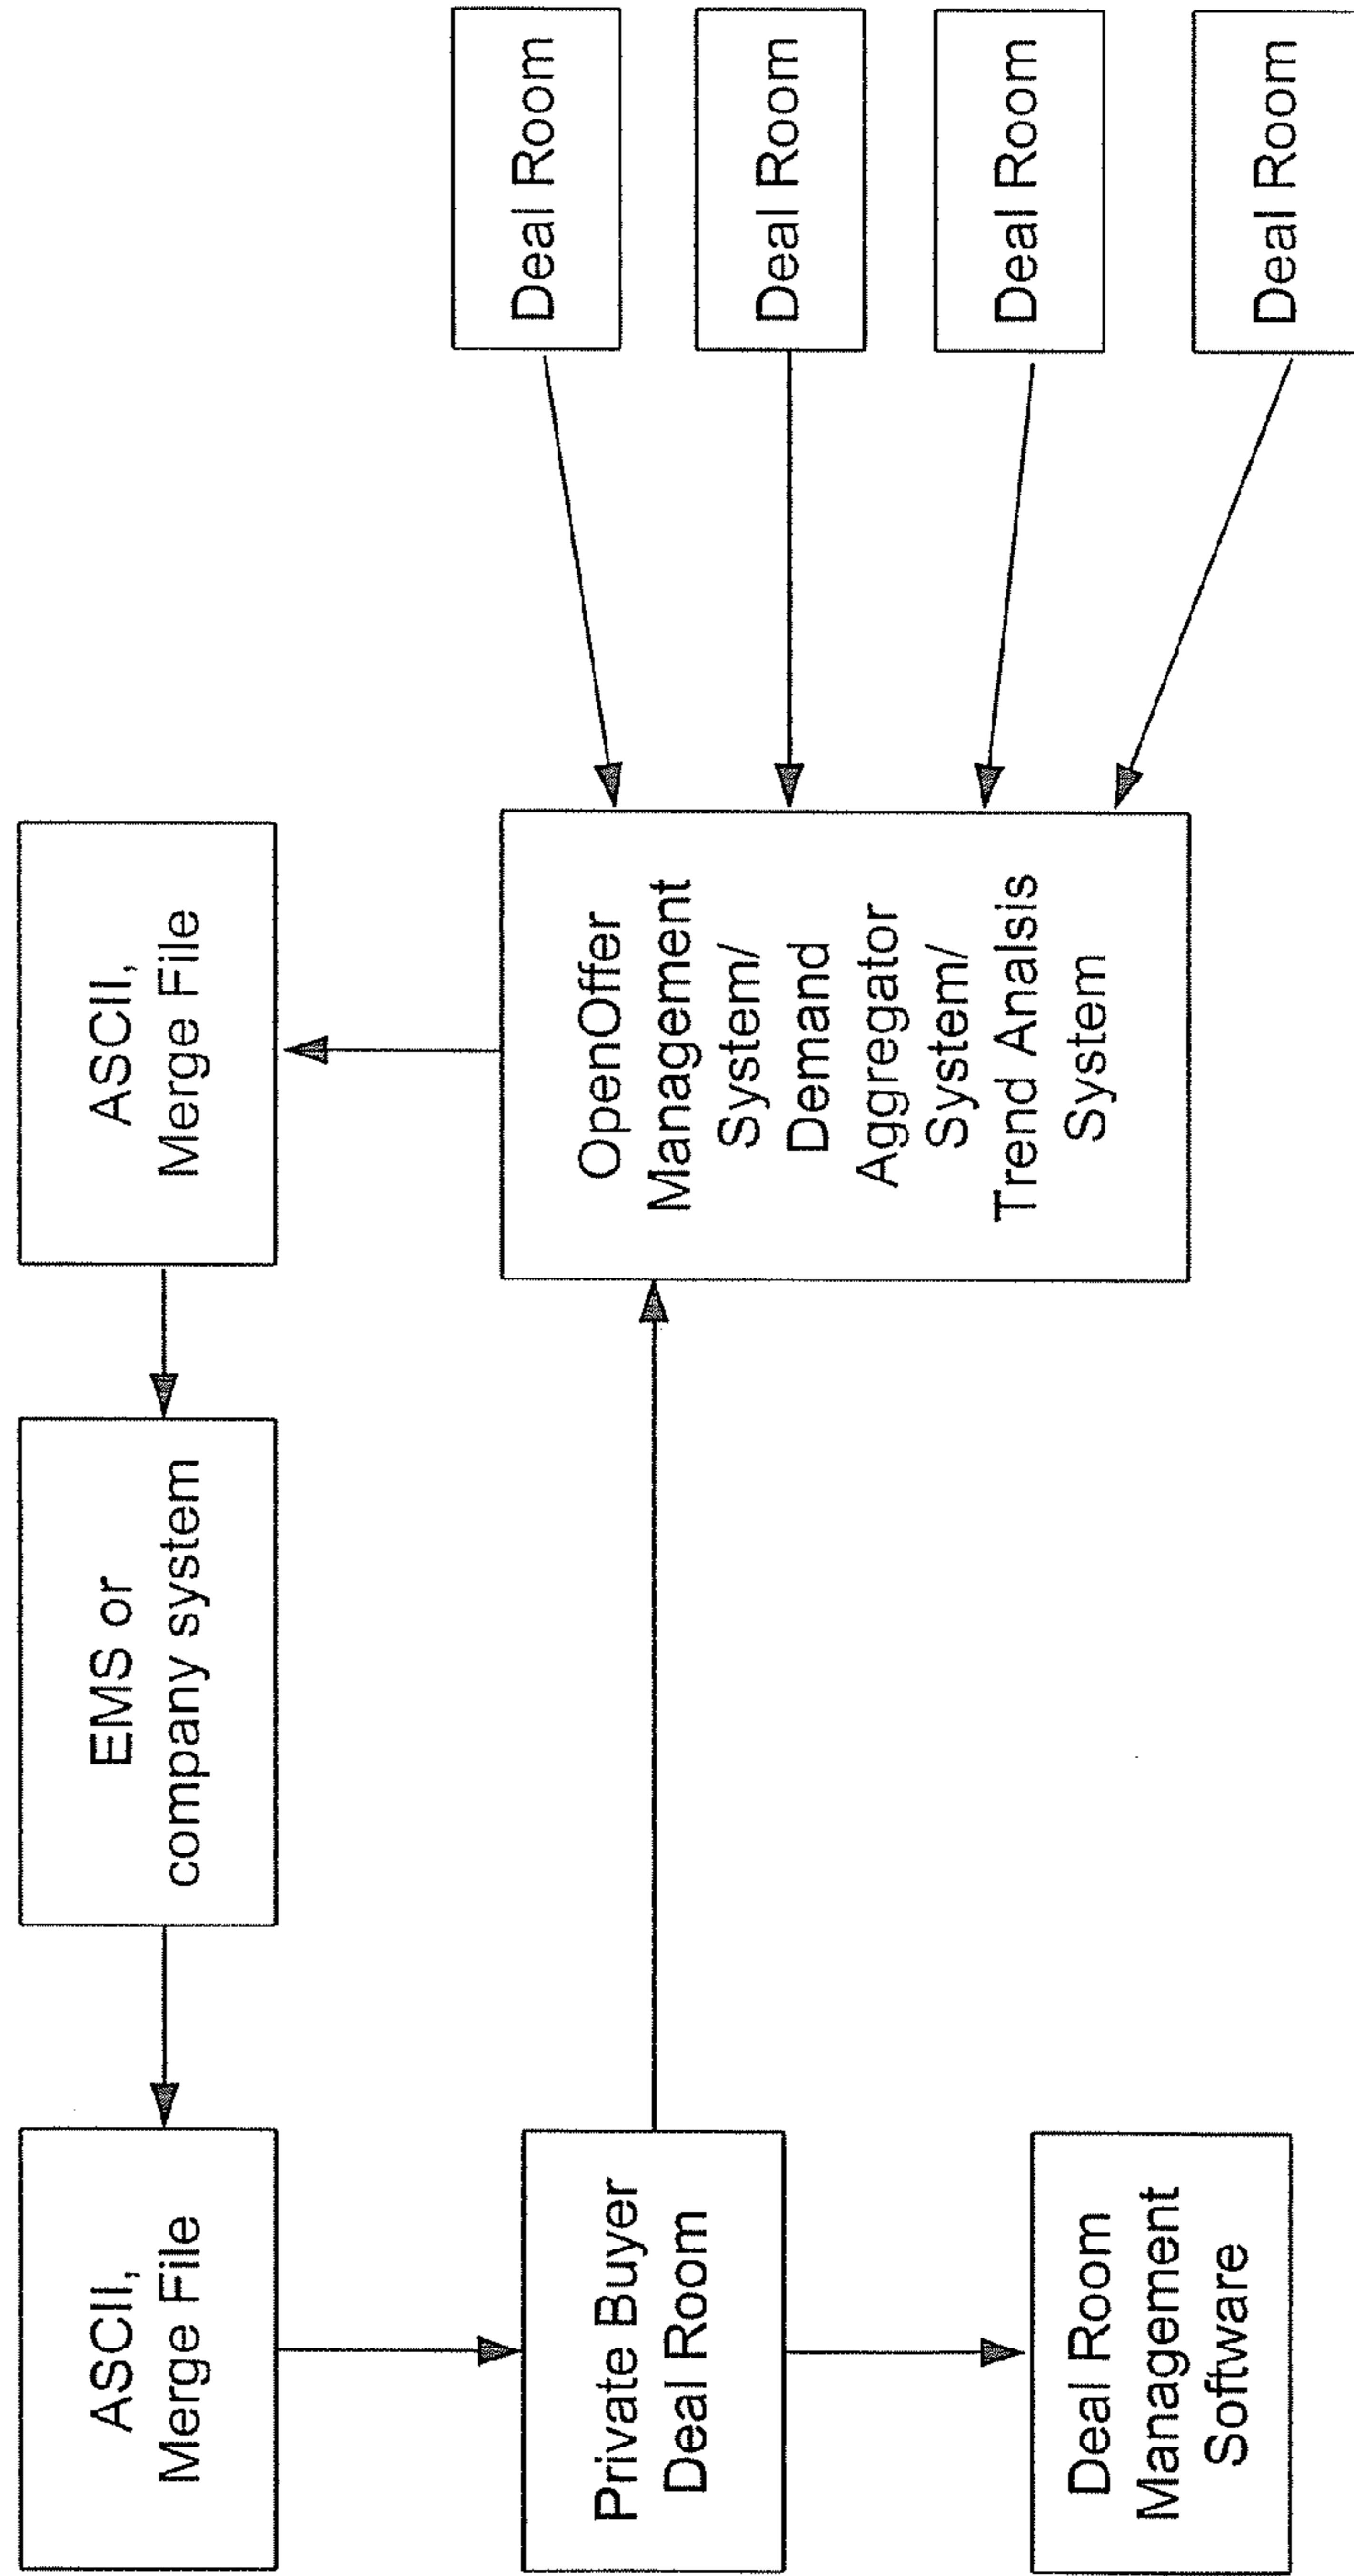 ASCII,
Merge File
EMS or
company system
ASCII,
Merge File
Private Buyer
Deal Room
OpenOffer
Management
System/
Demand
Aggregator
System/
Trend Analsis
System
Deal Room
Deal Room
Deal Room
Deal Room
Deal Room
Management
Software